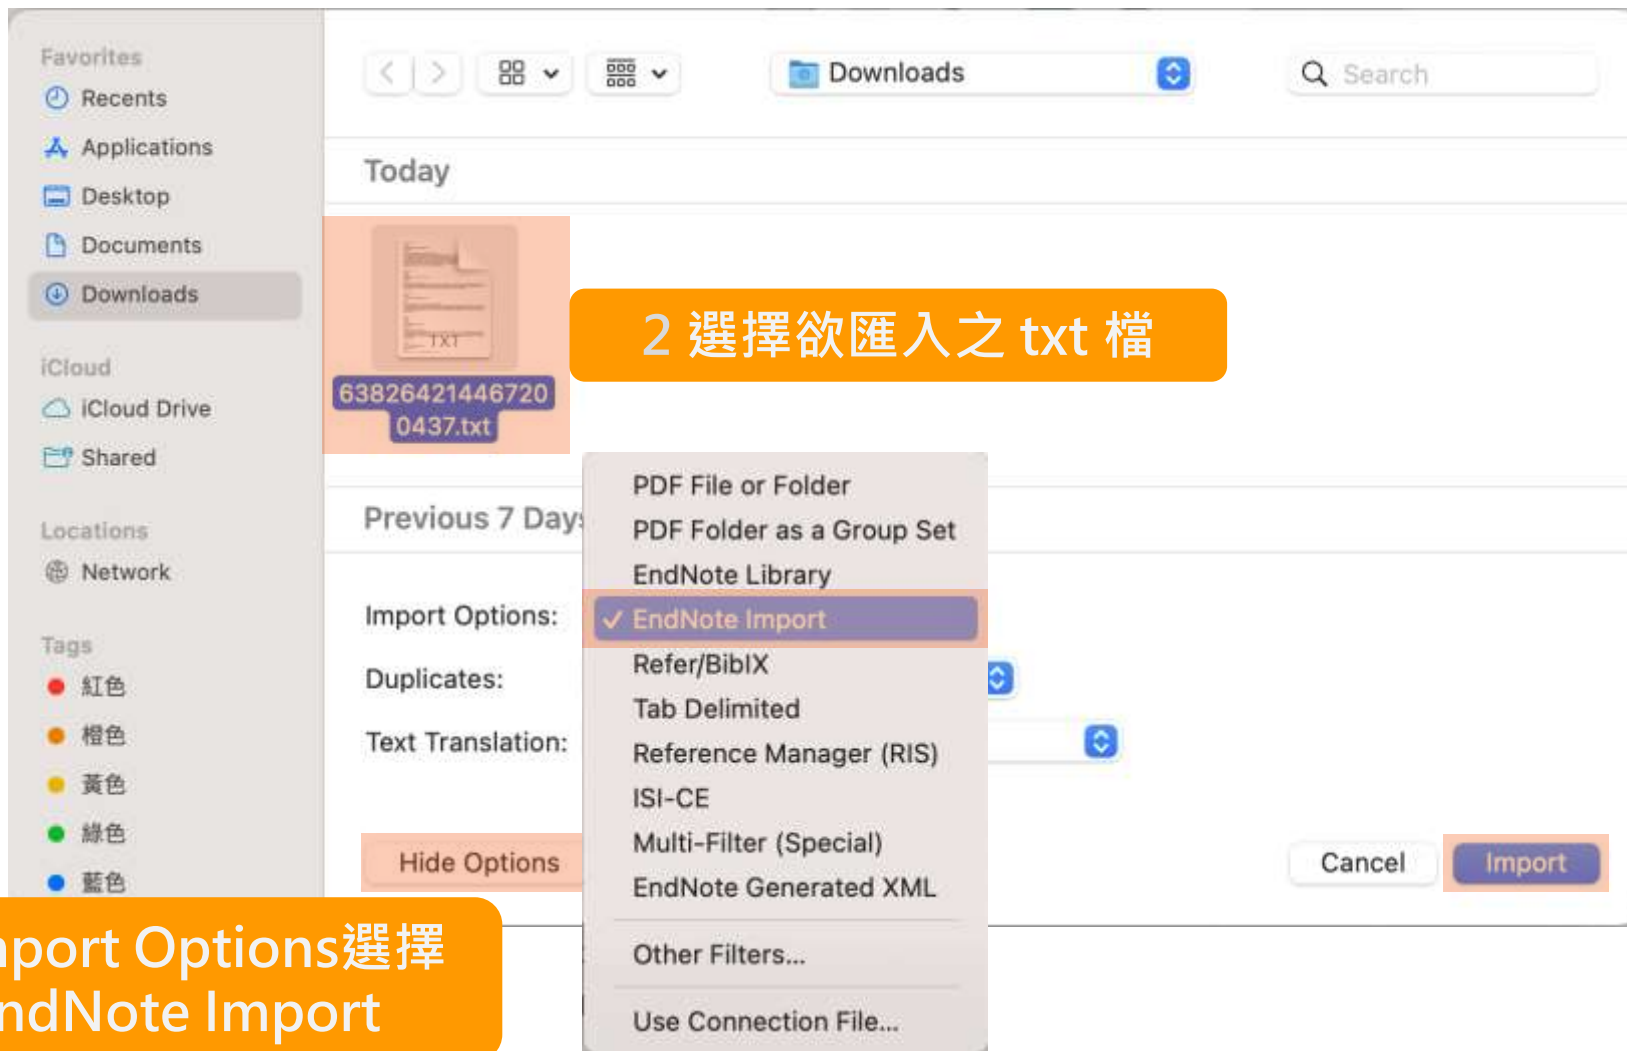 Favorites
Recents
Applications
Desktop
Documents
Downloads
iCloud
iCloud Drive
Shared
Locations
Network
Tags
紅色
橙色
黃色
綠色
藍色
Downloads
Search
Today
TXT
63826421446720
0437.txt
2 選擇欲匯入之 txt 檔
Previous 7 Days
Import Options:
Duplicates:
Text Translation:
PDF File or Folder
PDF Folder as a Group Set
EndNote Library
✓ EndNote Import
Refer/BibIX
Tab Delimited
Reference Manager (RIS)
ISI-CE
Multi-Filter (Special)
EndNote Generated XML
Other Filters...
Use Connection File...
Hide Options
Cancel
Import
port Options選擇
ndNote Import